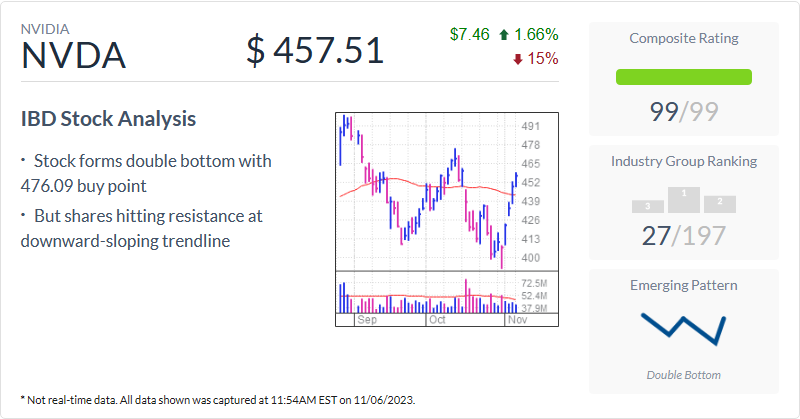 NVIDIA
NVDA
$ 457.51
$7.46 1.66%
15%
IBD Stock Analysis
· Stock forms double bottom with
476.09 buy point
· But shares hitting resistance at
downward-sloping trendline
491
478
465
452
439
426
413
400
72.5M
52.4M
37.9M
Sep Oct Nov
Composite Rating
99/99
Industry Group Ranking
3 1 2
27/197
Emerging Pattern
Double Bottom
* Not real-time data. All data shown was captured at 11:54AM EST on 11/06/2023.